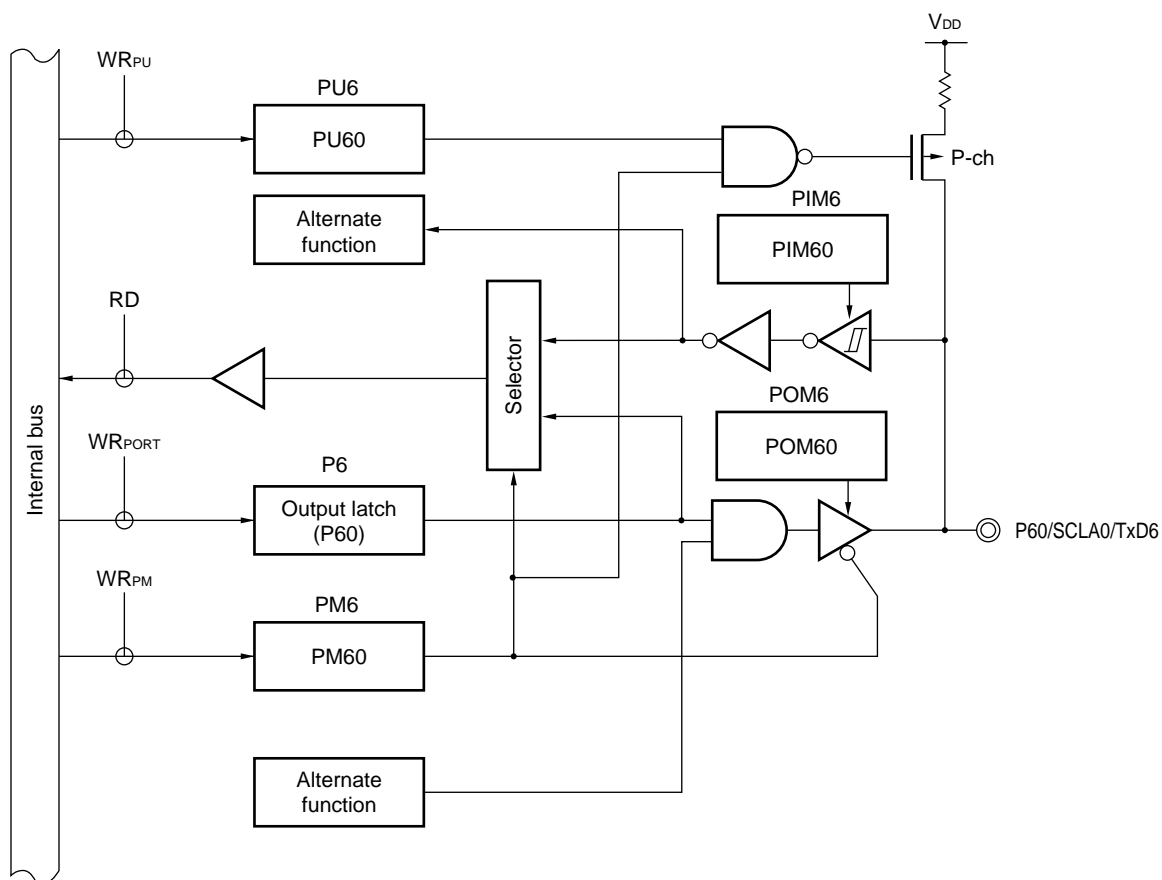 VDD
WRPU
PU6
PU60
P-ch
PIM6
PIM60
Alternate
function
RD
Selector
POM6
POM60
Internal bus
WRPORT
P6
Output latch
(P60)
P60/SCLA0/TxD6
WRPM
PM6
PM60
Alternate
function